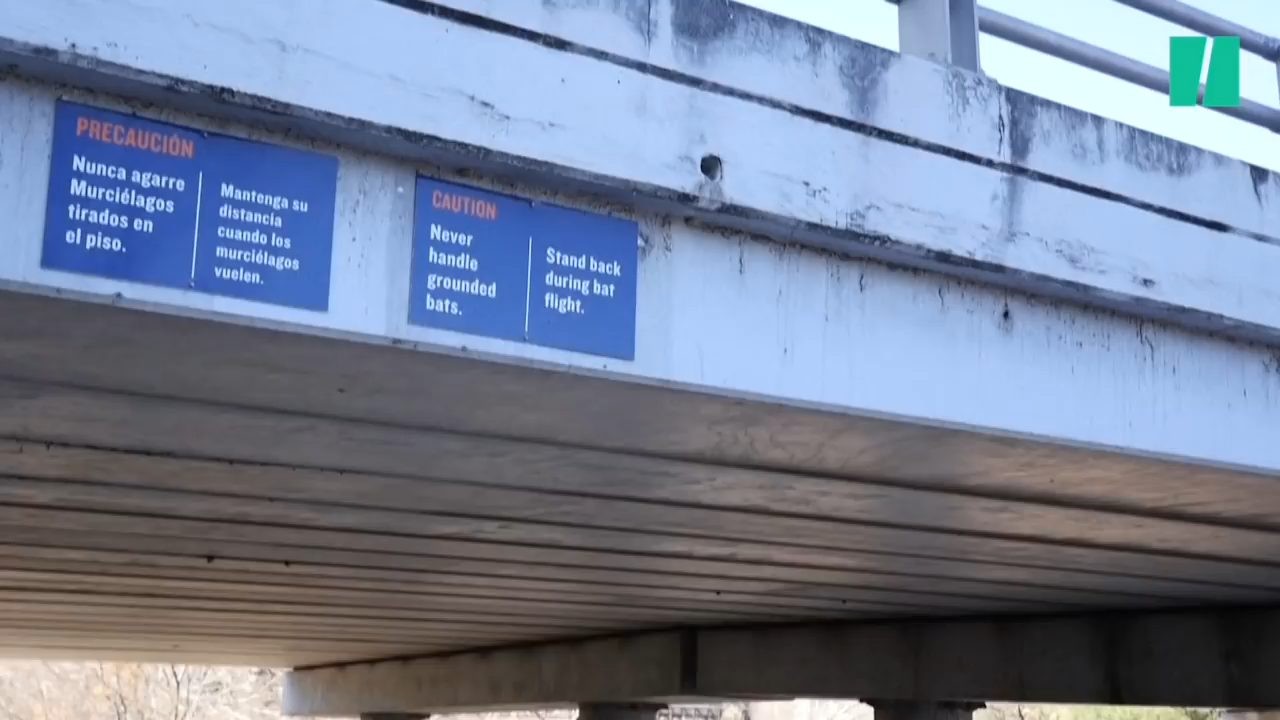 PRECAUCIÓN
Nunca agarre
Murciélagos
tirados en
el piso.
Mantenga su
distancia
cuando los
murciélagos
vuelen.
CAUTION
Never
handle
grounded
bats.
Stand back
during bat
flight.